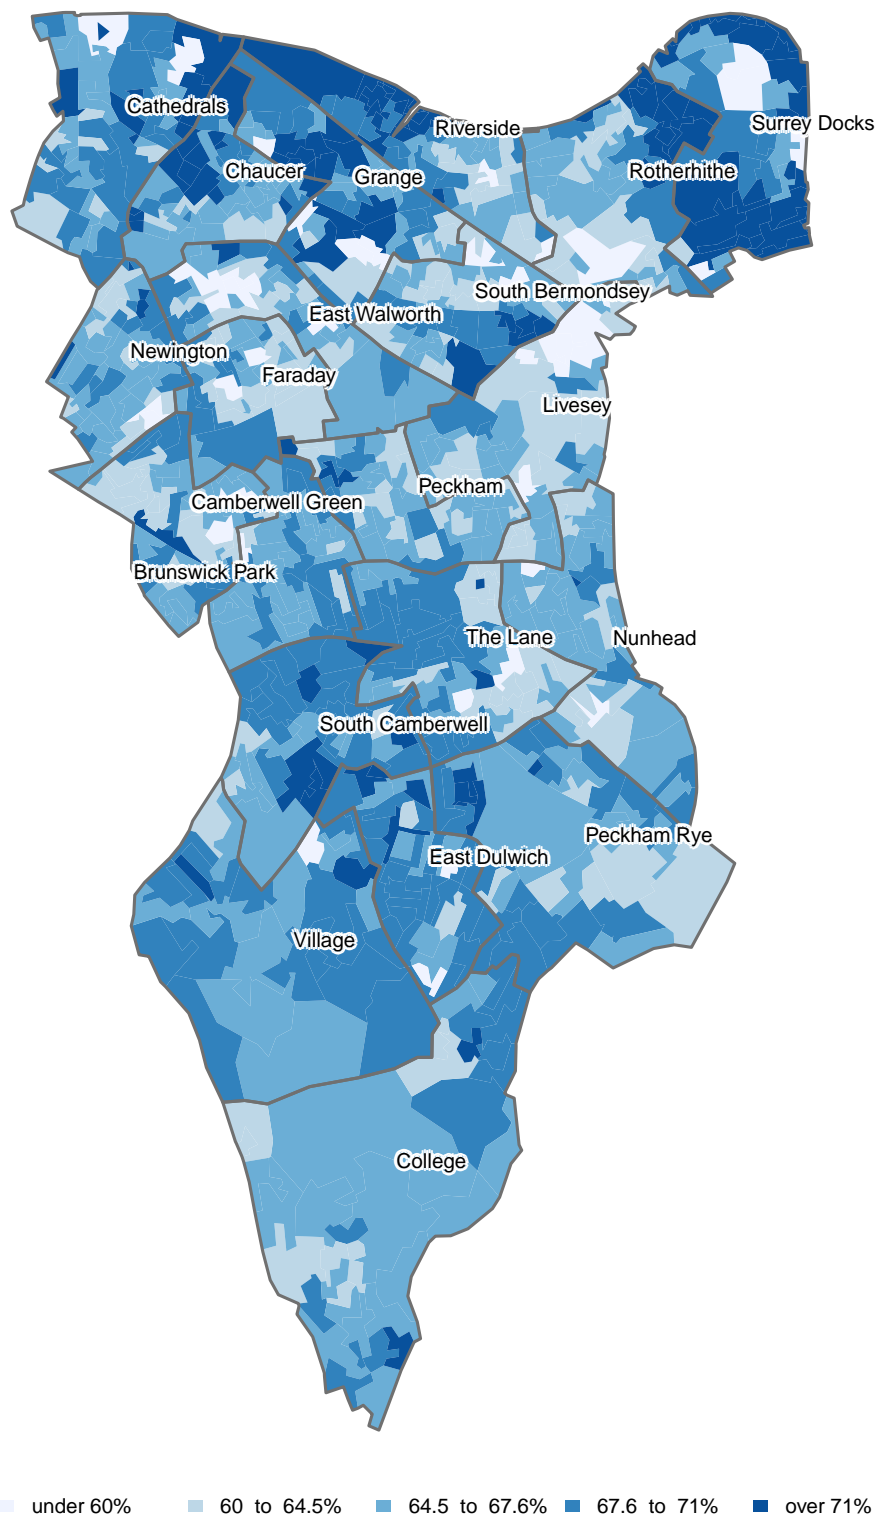 Cathedrals
Riverside
Surrey Docks
Chaucer
Grange
Rotherhithe
South Bermondsey
East Walworth
Newington
Faraday
Livesey
Peckham
Camberwell Green
Brunswick Park
The Lane
Nunhead
South Camberwell
Peckham Rye
East Dulwich
Village
College
under 60%
60 to 64.5%
64.5 to 67.6%
67.6 to 71%
over 71%